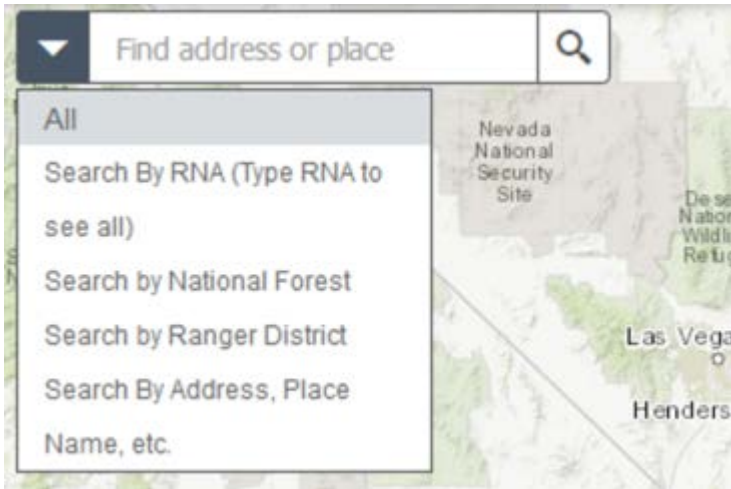 Find address or place
All
Search By RNA (Type RNA to
see all)
Search by National Forest
Search by Ranger District
Search By Address, Place
Name, etc.
Nevada
National
Security
Site
Las Vega
Henders